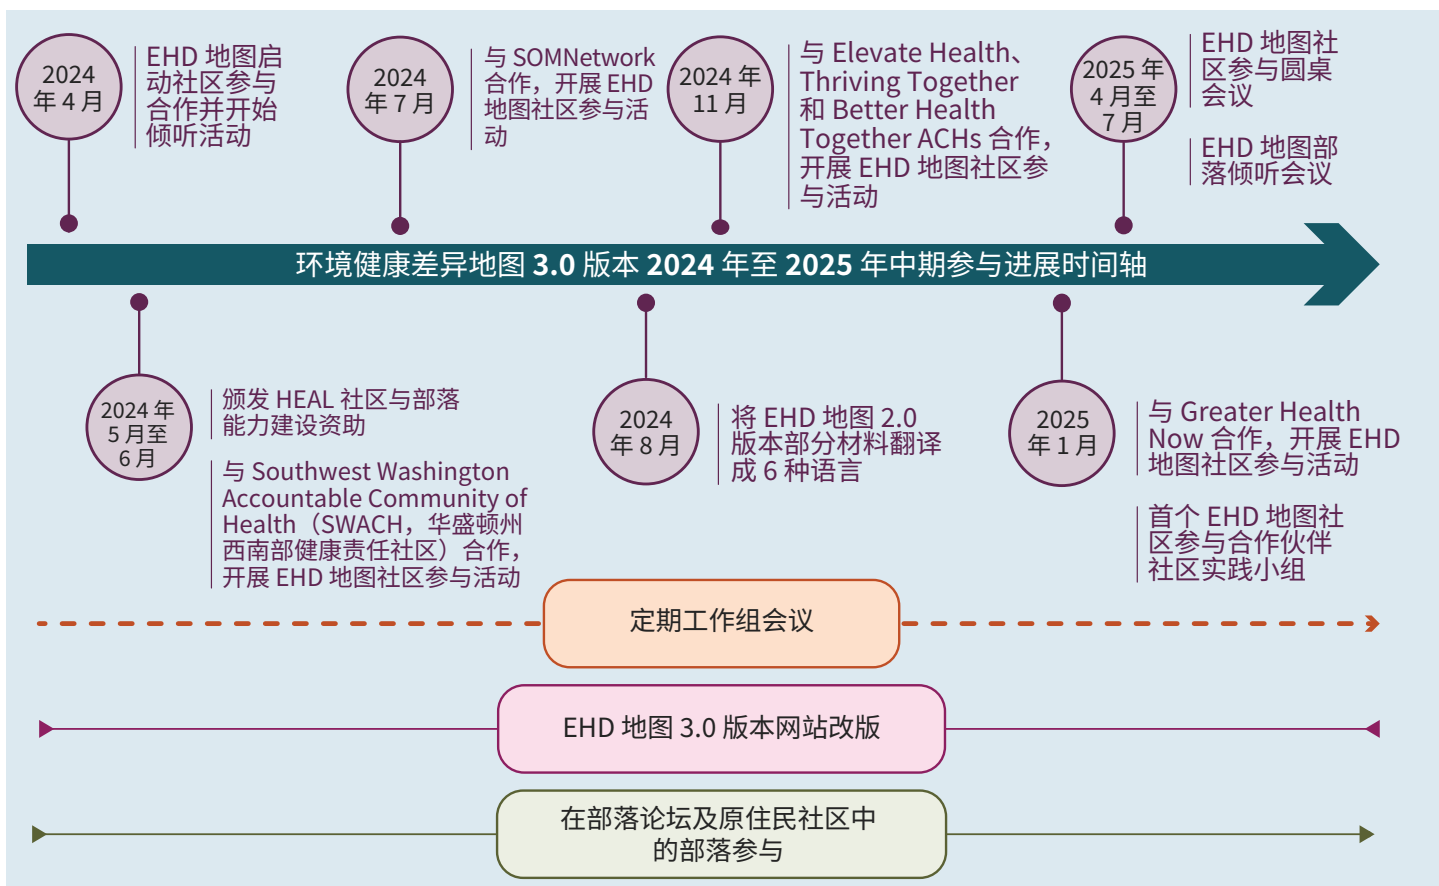 2024
年 4 月
EHD 地图启
动社区参与
合作并开始
倾听活动
2024
年 7 月
与 SOMNetwork
合作，开展 EHD
地图社区参与活
动
2024 年
11 月
与 Elevate Health、
Thriving Together
和 Better Health
Together ACHs 合作，
开展 EHD 地图社区参
与活动
2025 年
4 月至
7 月
EHD 地图社
区参与圆桌
会议
EHD 地图部
落倾听会议
环境健康差异地图 3.0 版本 2024 年至 2025 年中期参与进展时间轴
2024 年
5 月至
6 月
颁发 HEAL 社区与部落
能力建设资助
与 Southwest Washington
Accountable Community of
Health（SWACH，华盛顿州
西南部健康责任社区）合作，
开展 EHD 地图社区参与活动
2024
年 8 月
将 EHD 地图 2.0
版本部分材料翻译
成 6 种语言
2025
年 1 月
与 Greater Health
Now 合作，开展 EHD
地图社区参与活动
首个 EHD 地图社
区参与合作伙伴
社区实践小组
定期工作组会议
EHD 地图 3.0 版本网站改版
在部落论坛及原住民社区中
的部落参与